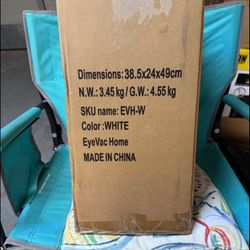 Dimensions: 38.5x24x49cm
N.W.: 3.45 kg / G.W.: 4.55 kg
SKU name: EVH-W
Color : WHITE
EyeVac Home
MADE IN CHINA